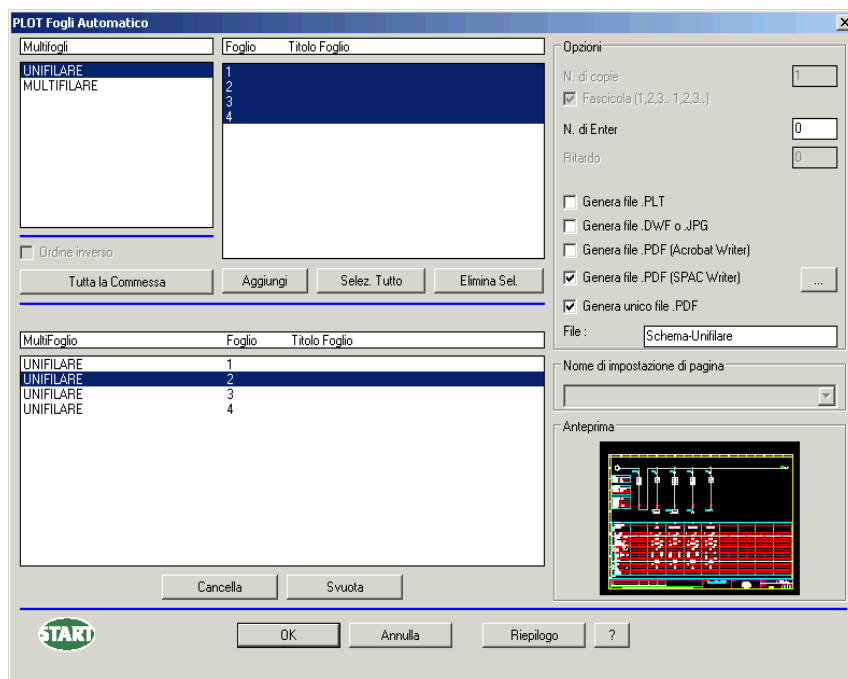 PLOT Fogli Automatico
Multifogli
Foglio Titolo Foglio
UNIFILARE
MULTIFILARE
1
2
3
4
Ordine inverso
Tutta la Commessa
Aggiungi
Selez. Tutto
Elimina Sel.
Opzioni
N. di copie 1
Fascicola (1,2,3.. 1,2,3..)
N. di Enter 0
Ritardo 0
Genera file .PLT
Genera file .DWF o .JPG
Genera file .PDF (Acrobat Writer)
Genera file .PDF (SPAC Writer) ...
Genera unico file .PDF
File : Schema-Unifilare
MultiFoglio Foglio Titolo Foglio
UNIFILARE 1
UNIFILARE 2
UNIFILARE 3
UNIFILARE 4
Nome di impostazione di pagina
Anteprima
Cancella
Svuota
START
OK
Annulla
Riepilogo
?